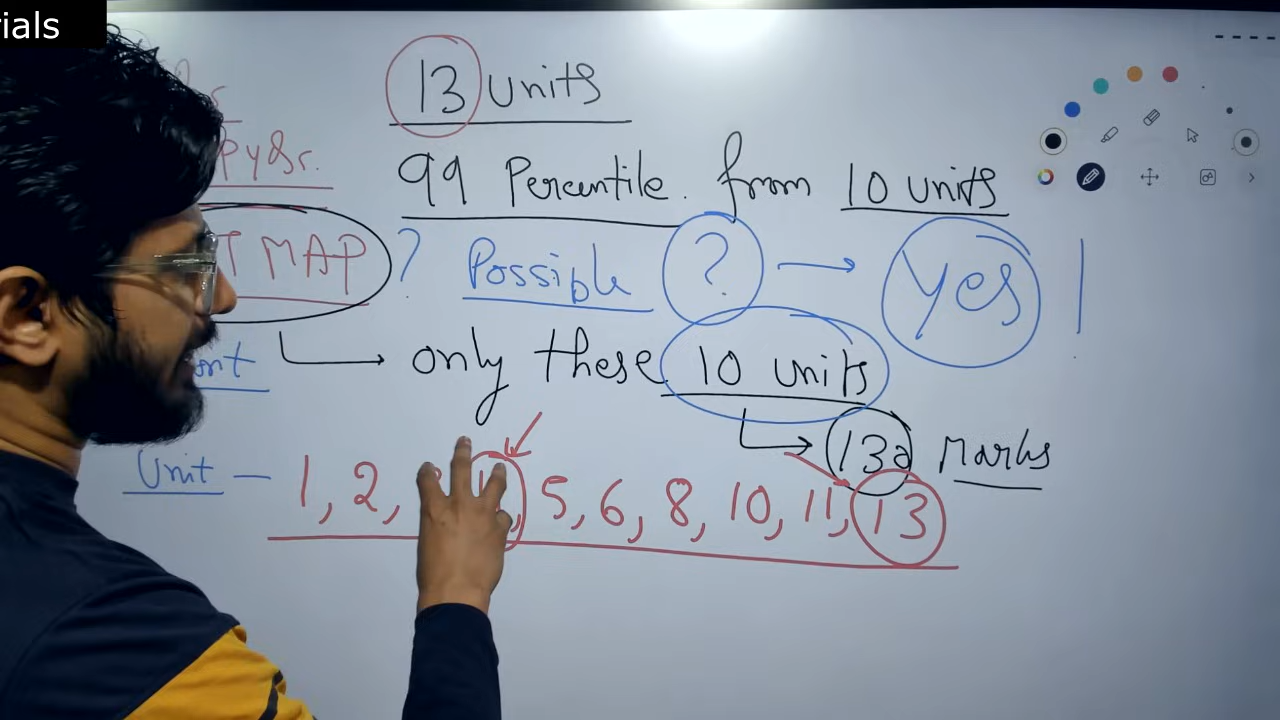 rials
13 Units
PYQs.
99 Percentile from 10 units
T MAP ? Possible ? → Yes
only these 10 units
130 Marks
Unit - 1, 2, 5, 6, 8, 10, 11, 13